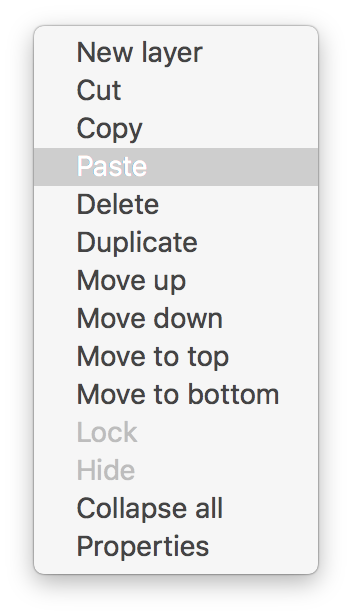 New layer
Cut
Copy
Paste
Delete
Duplicate
Move up
Move down
Move to top
Move to bottom
Lock
Hide
Collapse all
Properties